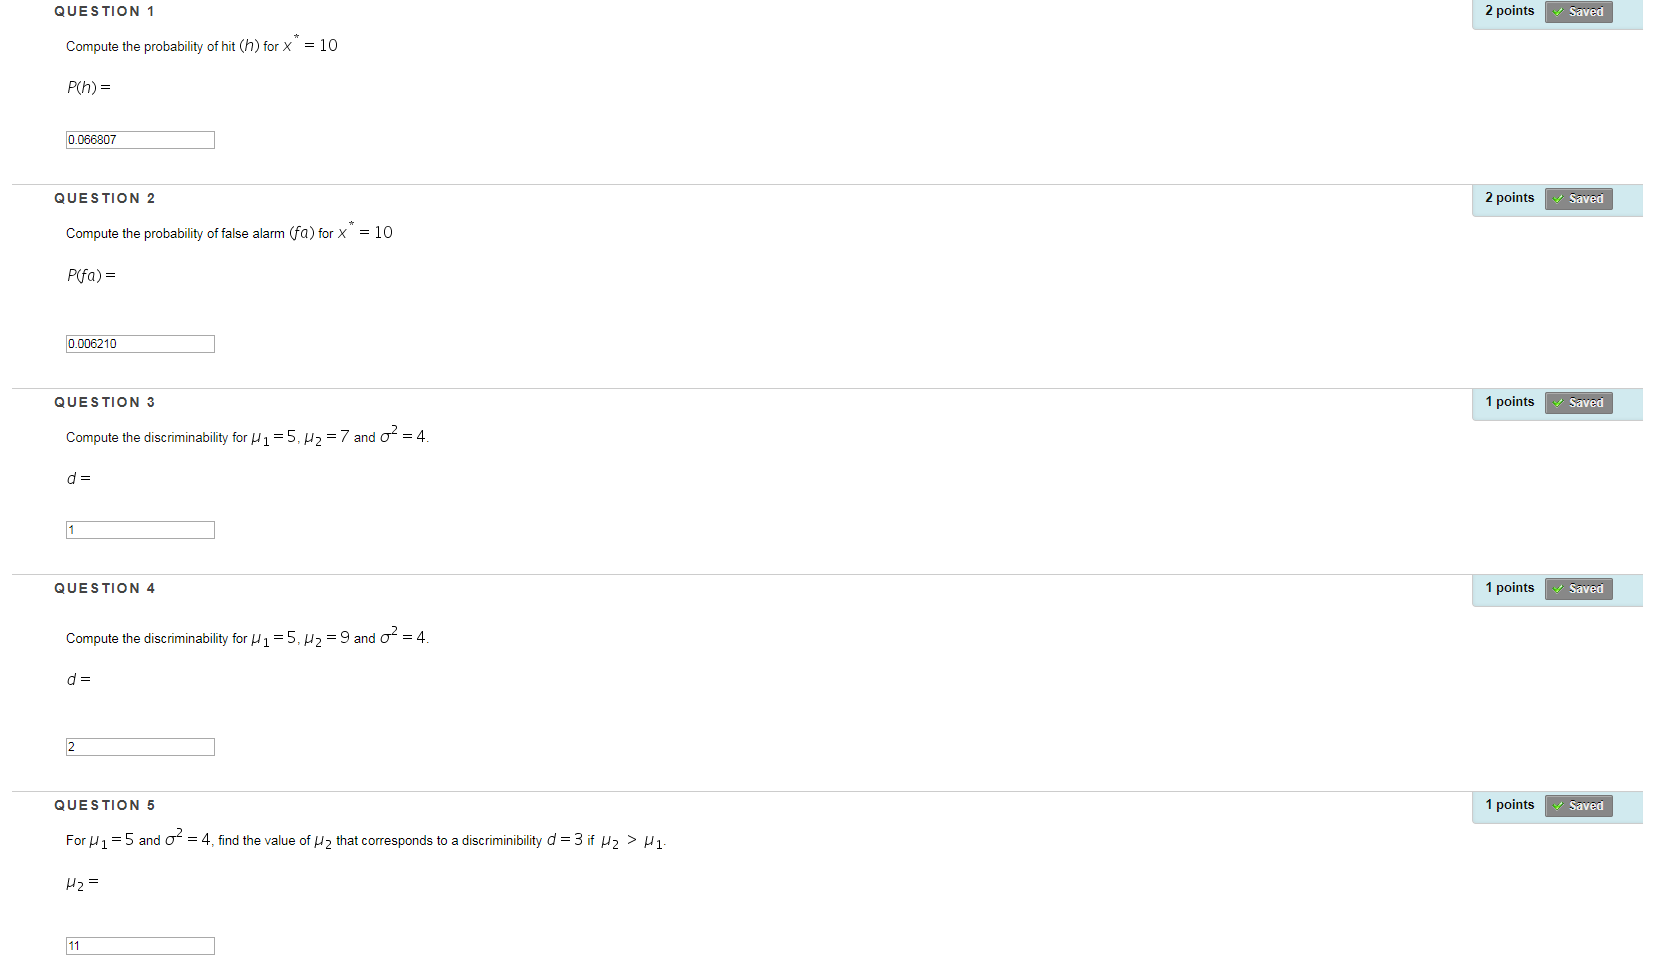 QUESTION 1
2 points Saved
Compute the probability of hit (h) for x* = 10
P(h) =
0.066807
QUESTION 2
2 points Saved
Compute the probability of false alarm (fa) for x* = 10
P(fa) =
0.006210
QUESTION 3
1 points Saved
Compute the discriminability for μ₁ = 5, μ₂ = 7 and σ² = 4.
d =
1
QUESTION 4
1 points Saved
Compute the discriminability for μ₁ = 5, μ₂ = 9 and σ² = 4.
d =
2
QUESTION 5
1 points Saved
For μ₁ = 5 and σ² = 4, find the value of μ₂ that corresponds to a discriminibility d = 3 if μ₂ > μ₁.
μ₂ =
11